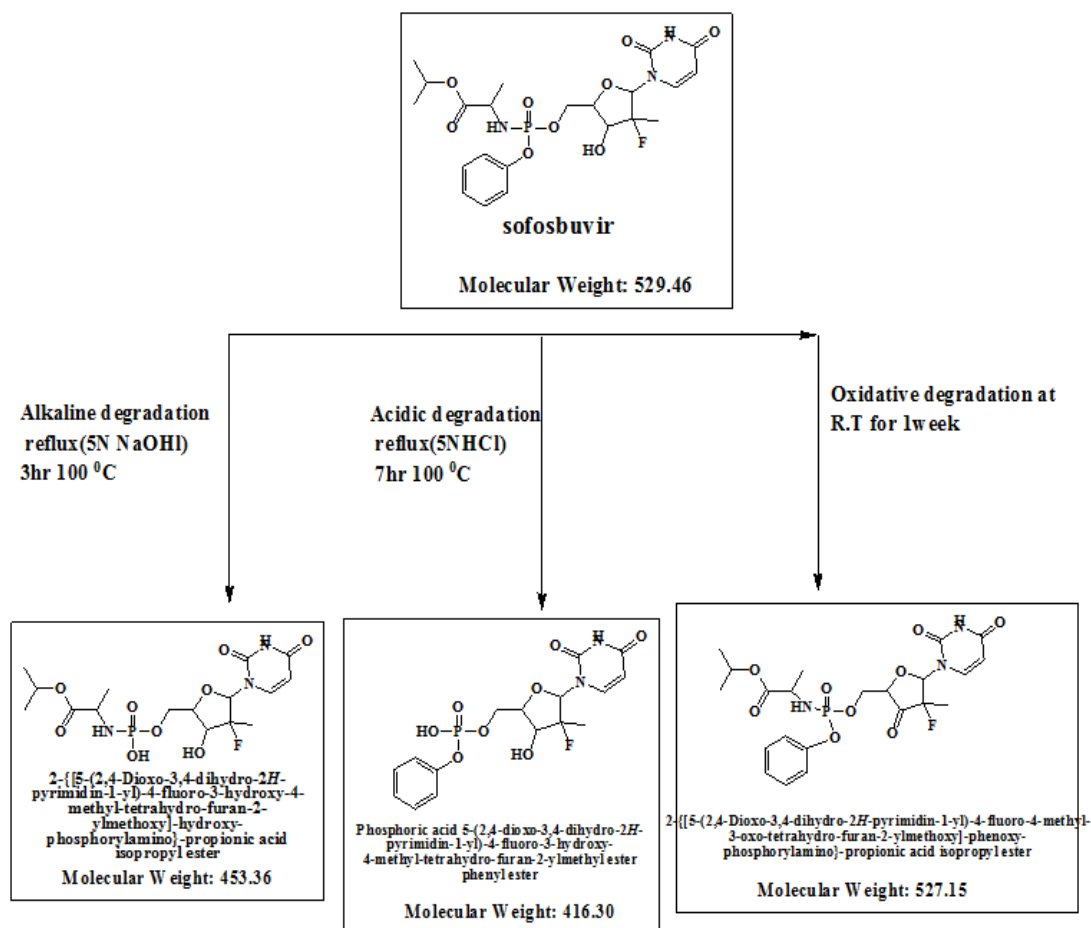 sofosbuvir
Molecular Weight: 529.46
Alkaline degradation
reflux(5N NaOHl)
3hr 100 ⁰C
Acidic degradation
reflux(5NHCl)
7hr 100 ⁰C
Oxidative degradation at
R.T for 1week
2-{[5-(2,4-Dioxo-3,4-dihydro-2H-
pyrimidin-1-yl)-4-fluoro-3-hydroxy-4-
methyl-tetrahydro-furan-2-
ylmethoxy]-hydroxy-
phosphorylamino}-propionic acid
isopropyl ester
Molecular Weight: 453.36
Phosphoric acid 5-(2,4-dioxo-3,4-dihydro-2H-
pyrimidin-1-yl)-4-fluoro-3-hydroxy-
4-methyl-tetrahydro-furan-2-ylmethyl ester
phenyl ester
Molecular Weight: 416.30
2-{[5-(2,4-Dioxo-3,4-dihydro-2H-pyrimidin-1-yl)-4-fluoro-4-methyl-
3-oxo-tetrahydro-furan-2-ylmethoxy]-phenoxy-
phosphorylamino}-propionic acid isopropyl ester
Molecular Weight: 527.15